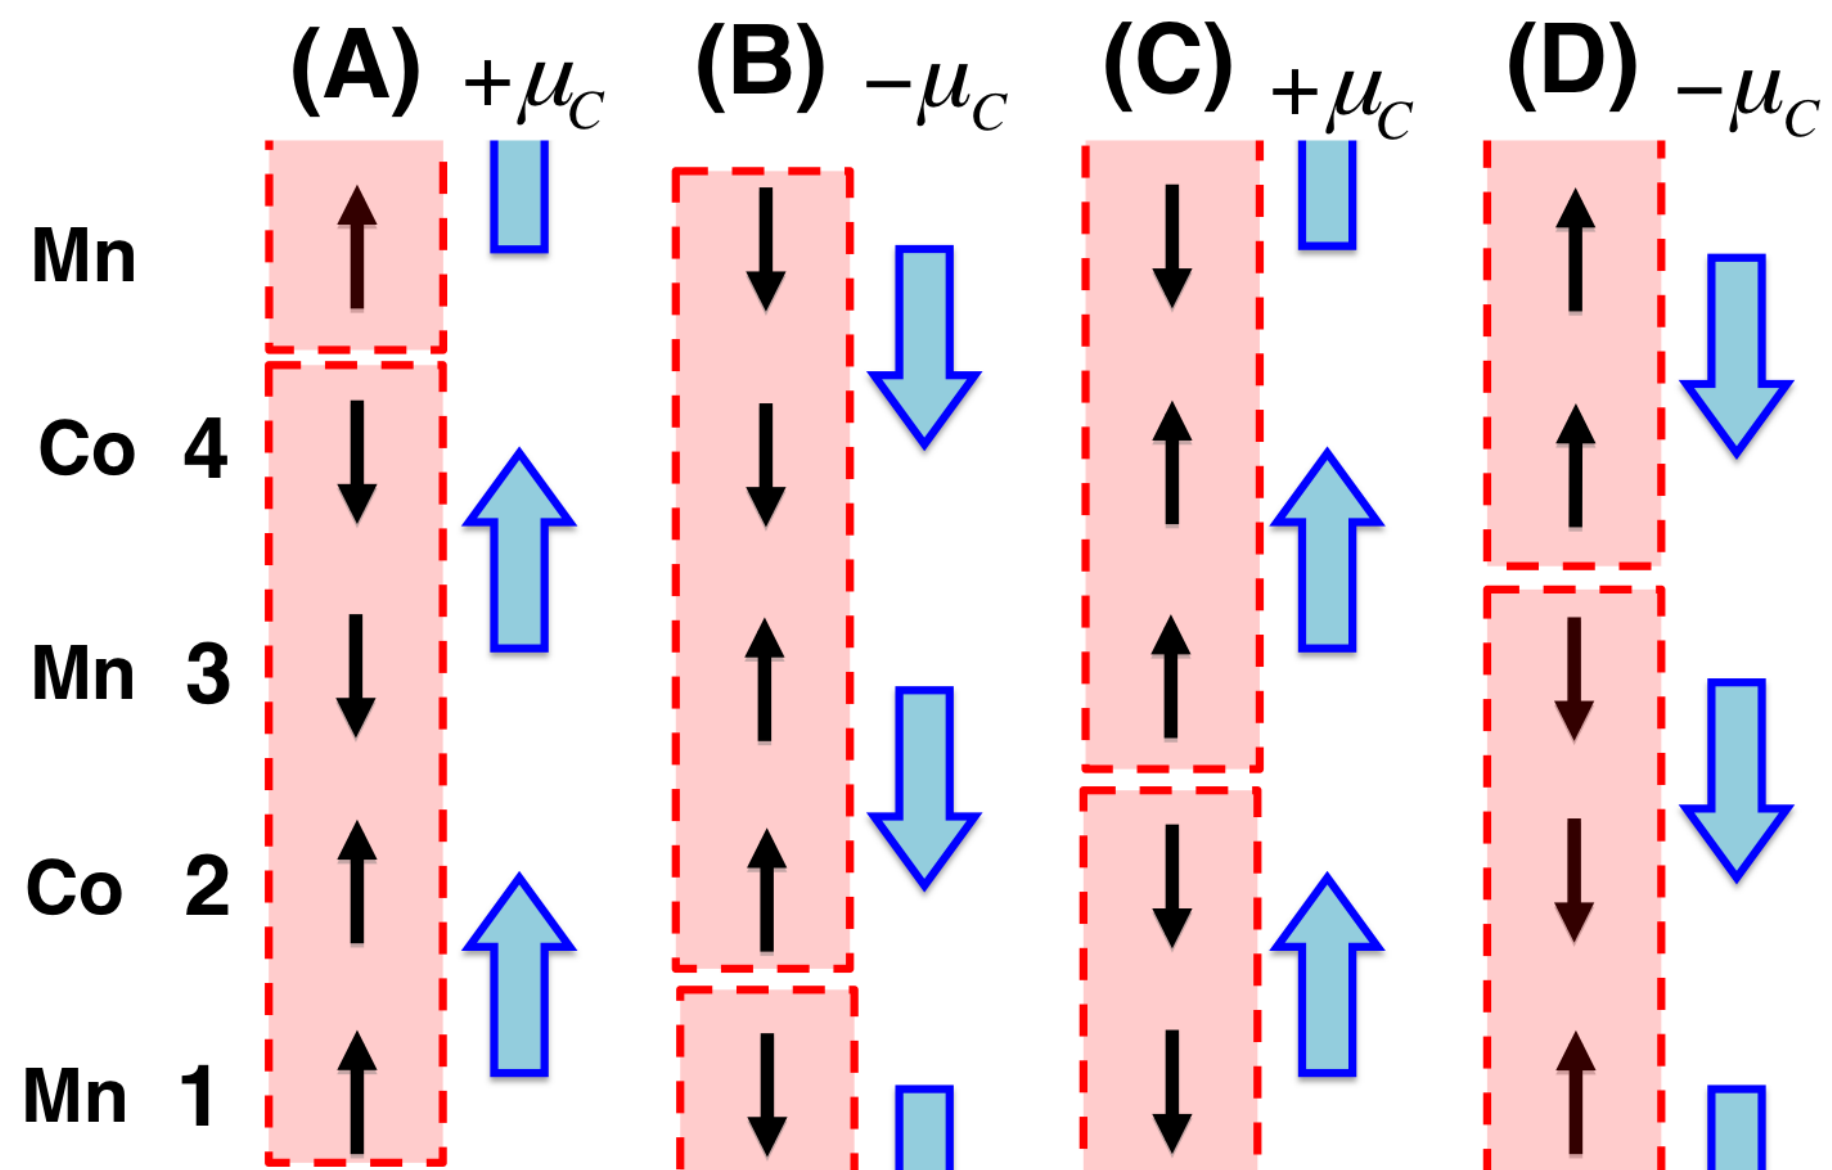 (A) +μC (B) −μC (C) +μC (D) −μC
Mn
Co 4
Mn 3
Co 2
Mn 1